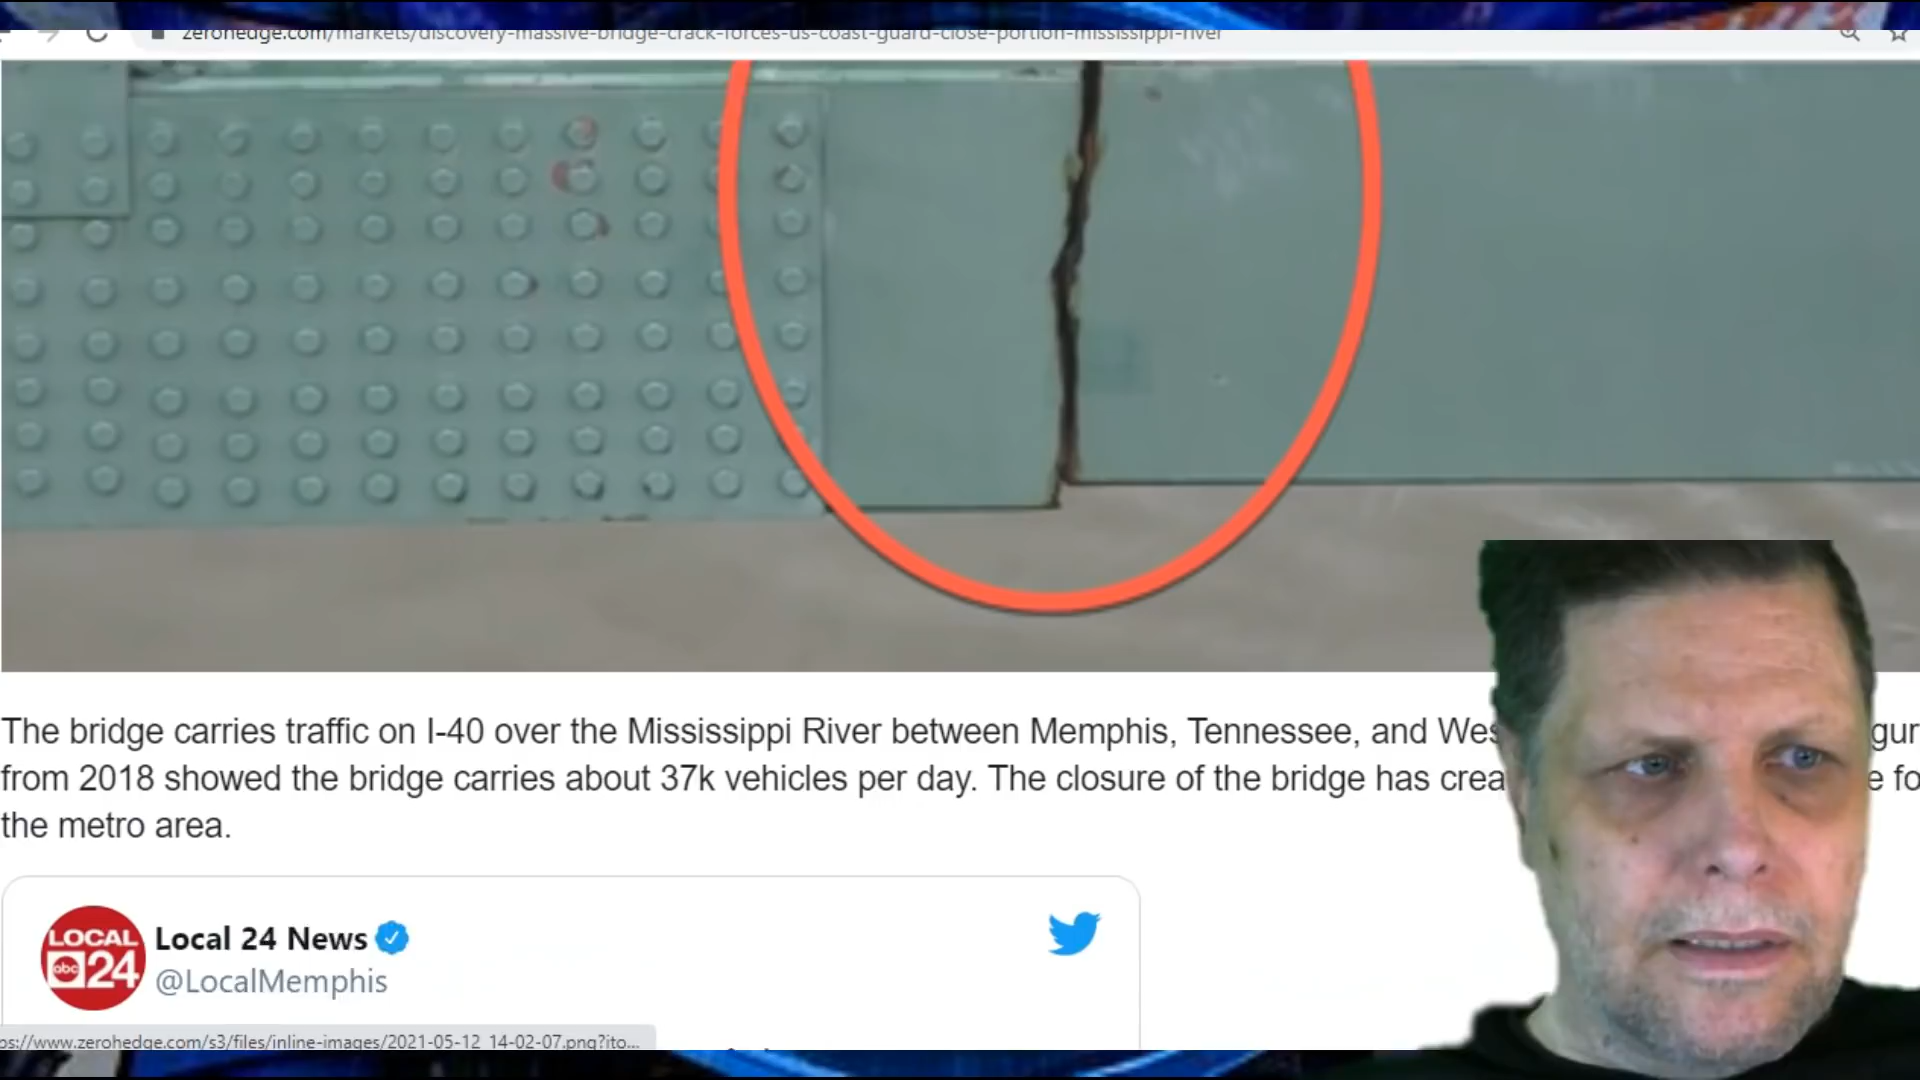 zerohedge.com/markets/discovery-massive-bridge-crack-forces-us-coast-guard-close-portion-mississippi-river
The bridge carries traffic on I-40 over the Mississippi River between Memphis, Tennessee, and
from 2018 showed the bridge carries about 37k vehicles per day. The closure of the bridge has
the metro area.
LOCAL
abc 24
Local 24 News
@LocalMemphis
ps://www.zerohedge.com/s3/files/inline-images/2021-05-12_14-02-07.png?ito...